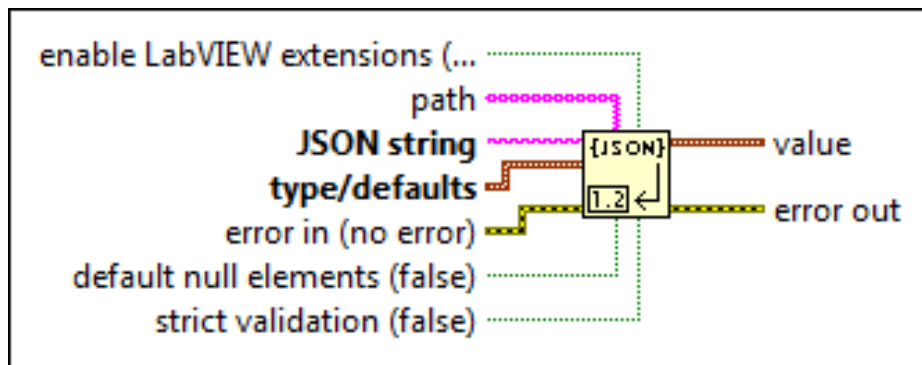 enable LabVIEW extensions (...
path
JSON string
type/defaults
error in (no error)
default null elements (false)
strict validation (false)
{JSON}
1.2
value
error out